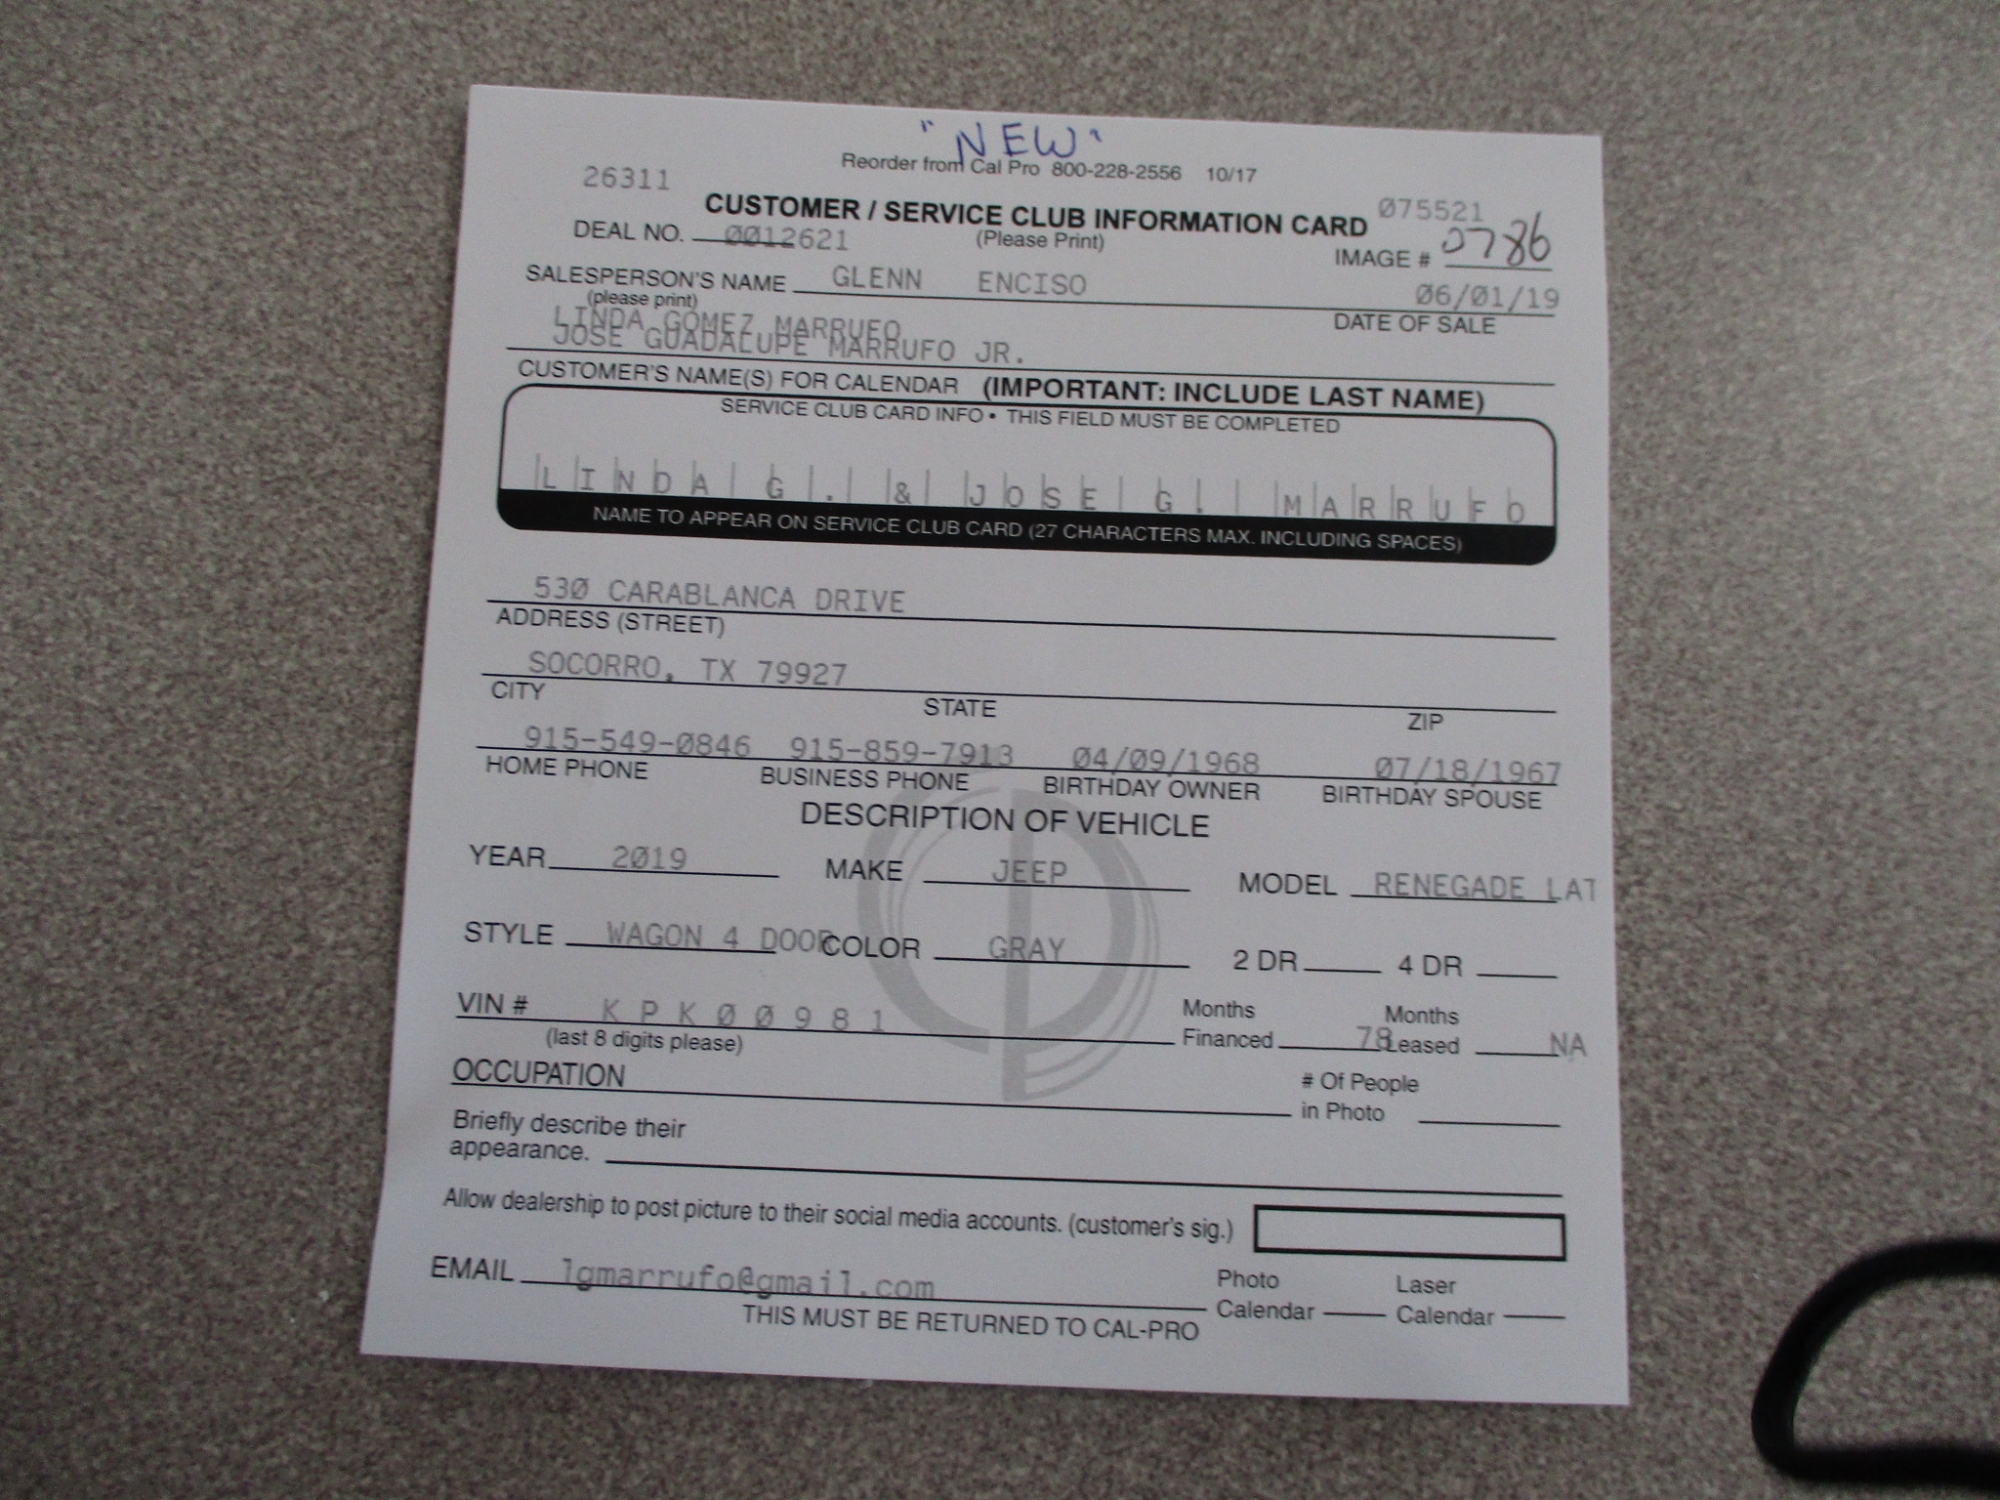 "NEW"
Reorder from Cal Pro 800-228-2556 10/17
26311
CUSTOMER / SERVICE CLUB INFORMATION CARD 075521
DEAL NO. 0012621 (Please Print) IMAGE # 0786
SALESPERSON'S NAME GLENN ENCISO 06/01/19
(please print) DATE OF SALE
LINDA GOMEZ MARRUFO
JOSE GUADALUPE MARRUFO JR.
CUSTOMER'S NAME(S) FOR CALENDAR (IMPORTANT: INCLUDE LAST NAME)
SERVICE CLUB CARD INFO • THIS FIELD MUST BE COMPLETED
LINDA G. & JOSE G. MARRUFO
NAME TO APPEAR ON SERVICE CLUB CARD (27 CHARACTERS MAX. INCLUDING SPACES)
530 CARABLANCA DRIVE
ADDRESS (STREET)
SOCORRO, TX 79927
CITY STATE ZIP
915-549-0846 915-859-7913 04/09/1968 07/18/1967
HOME PHONE BUSINESS PHONE BIRTHDAY OWNER BIRTHDAY SPOUSE
DESCRIPTION OF VEHICLE
YEAR 2019 MAKE JEEP MODEL RENEGADE LAT
STYLE WAGON 4 DOOR COLOR GRAY 2 DR 4 DR
VIN # KPK00981 Months Financed 78 Months Leased NA
(last 8 digits please)
OCCUPATION # Of People in Photo
Briefly describe their
appearance.
Allow dealership to post picture to their social media accounts. (customer's sig.)
EMAIL lgmarrufo@gmail.com Photo Calendar Laser Calendar
THIS MUST BE RETURNED TO CAL-PRO